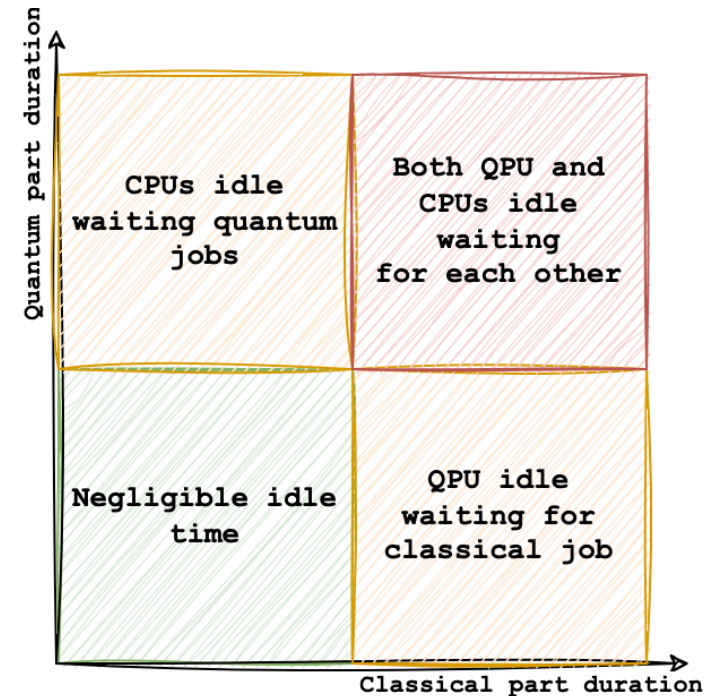 Quantum part duration
CPUs idle
waiting quantum
jobs
Both QPU and
CPUs idle
waiting
for each other
Negligible idle
time
QPU idle
waiting for
classical job
Classical part duration